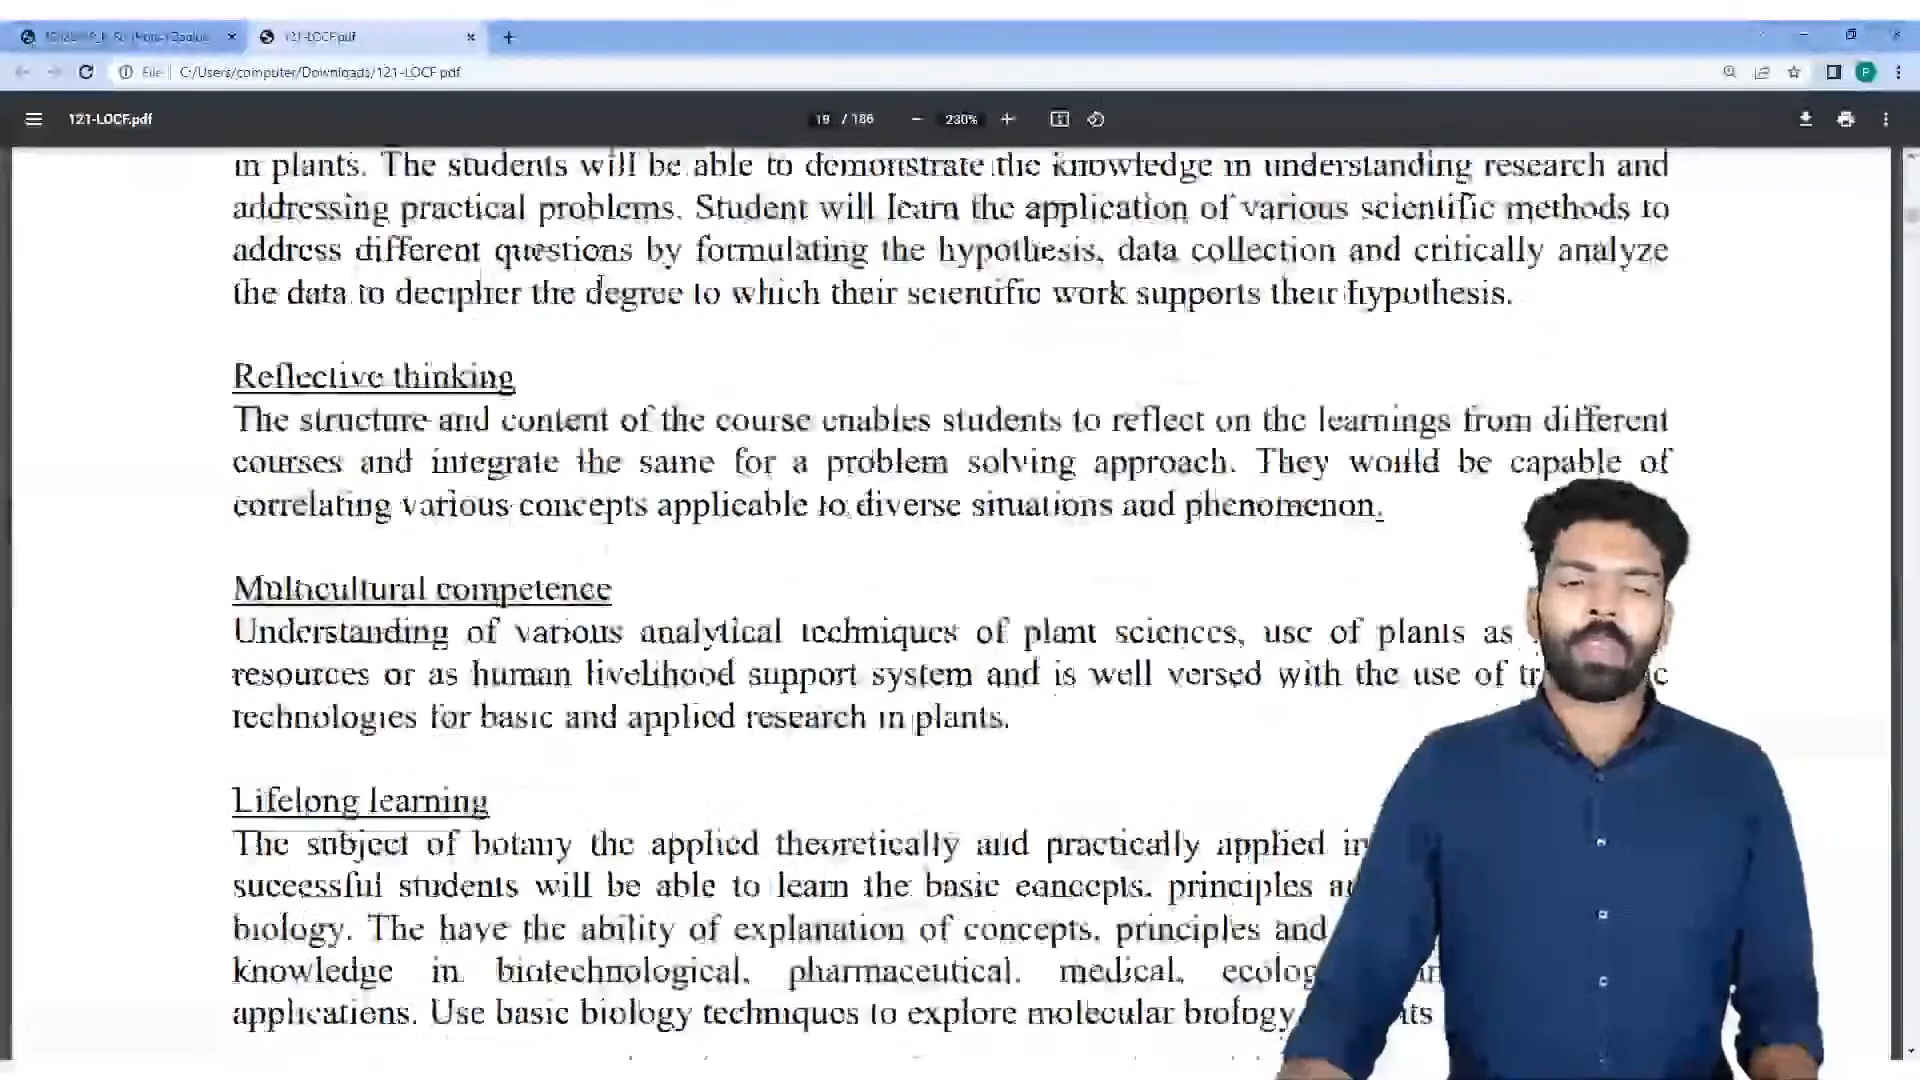 121-LOCF.pdf
File C:/Users/computer/Downloads/121-LOCF.pdf P
121-LOCF.pdf 19 / 186 230%
in plants. The students will be able to demonstrate the knowledge in understanding research and
addressing practical problems. Student will learn the application of various scientific methods to
address different questions by formulating the hypothesis, data collection and critically analyze
the data to decipher the degree to which their scientific work supports their hypothesis.
Reflective thinking
The structure and content of the course enables students to reflect on the learnings from different
courses and integrate the same for a problem solving approach. They would be capable of
correlating various concepts applicable to diverse situations and phenomenon.
Multicultural competence
Understanding of various analytical techniques of plant sciences, use of plants as
resources or as human livelihood support system and is well versed with the use of
technologies for basic and applied research in plants.
Lifelong learning
The subject of botany the applied theoretically and practically applied in
successful students will be able to learn the basic concepts, principles
biology. The have the ability of explanation of concepts, principles and
knowledge in biotechnological, pharmaceutical, medical,
applications. Use basic biology techniques to explore molecular biology